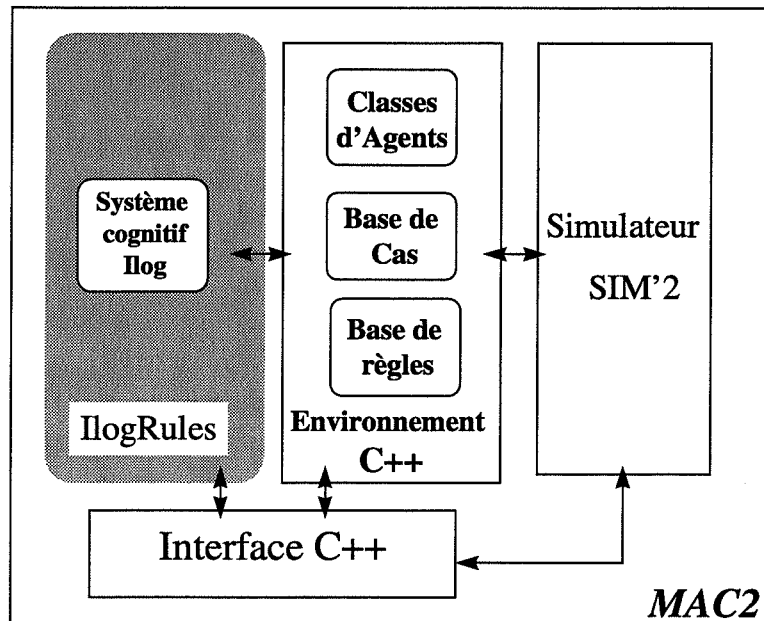 Système
cognitif
Ilog
IlogRules
Classes
d'Agents
Base de
Cas
Base de
règles
Environnement
C++
Simulateur
SIM'2
Interface C++
MAC2